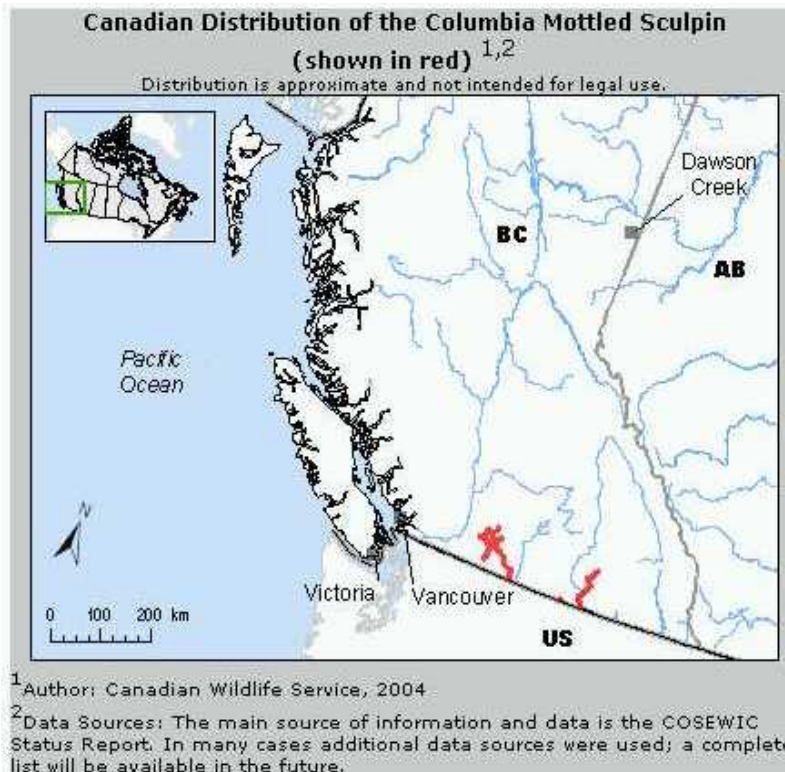 Canadian Distribution of the Columbia Mottled Sculpin
(shown in red) 1,2
Distribution is approximate and not intended for legal use.
Dawson
Creek
BC
AB
Pacific
Ocean
N
Victoria
Vancouver
0 100 200 km
US
1Author: Canadian Wildlife Service, 2004
2Data Sources: The main source of information and data is the COSEWIC
Status Report. In many cases additional data sources were used; a complete
list will be available in the future.